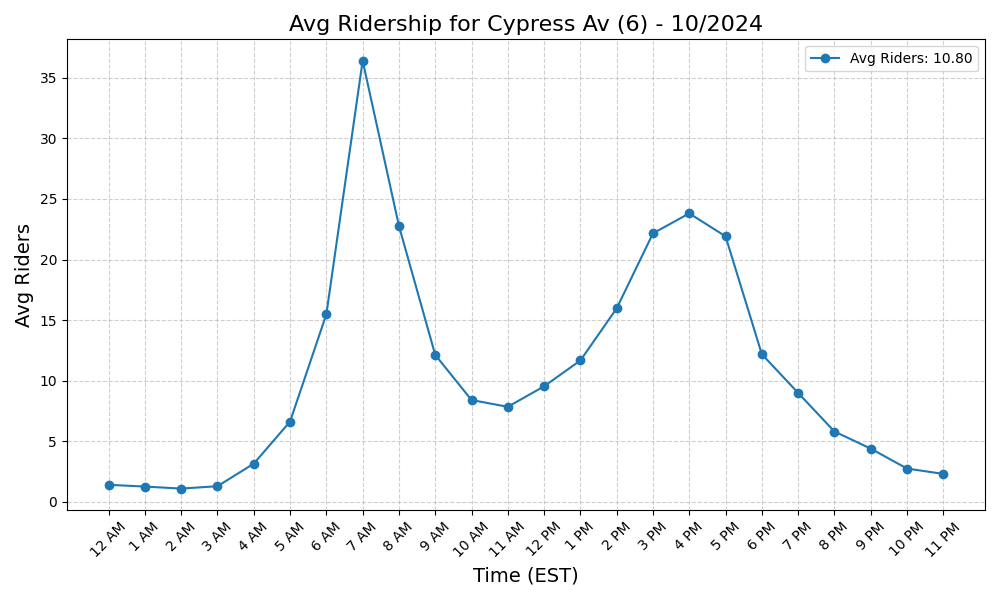 Avg Ridership for Cypress Av (6) - 10/2024
Avg Riders: 10.80
Avg Riders
35
30
25
20
15
10
5
0
12 AM
1 AM
2 AM
3 AM
4 AM
5 AM
6 AM
7 AM
8 AM
9 AM
10 AM
11 AM
12 PM
1 PM
2 PM
3 PM
4 PM
5 PM
6 PM
7 PM
8 PM
9 PM
10 PM
11 PM
Time (EST)